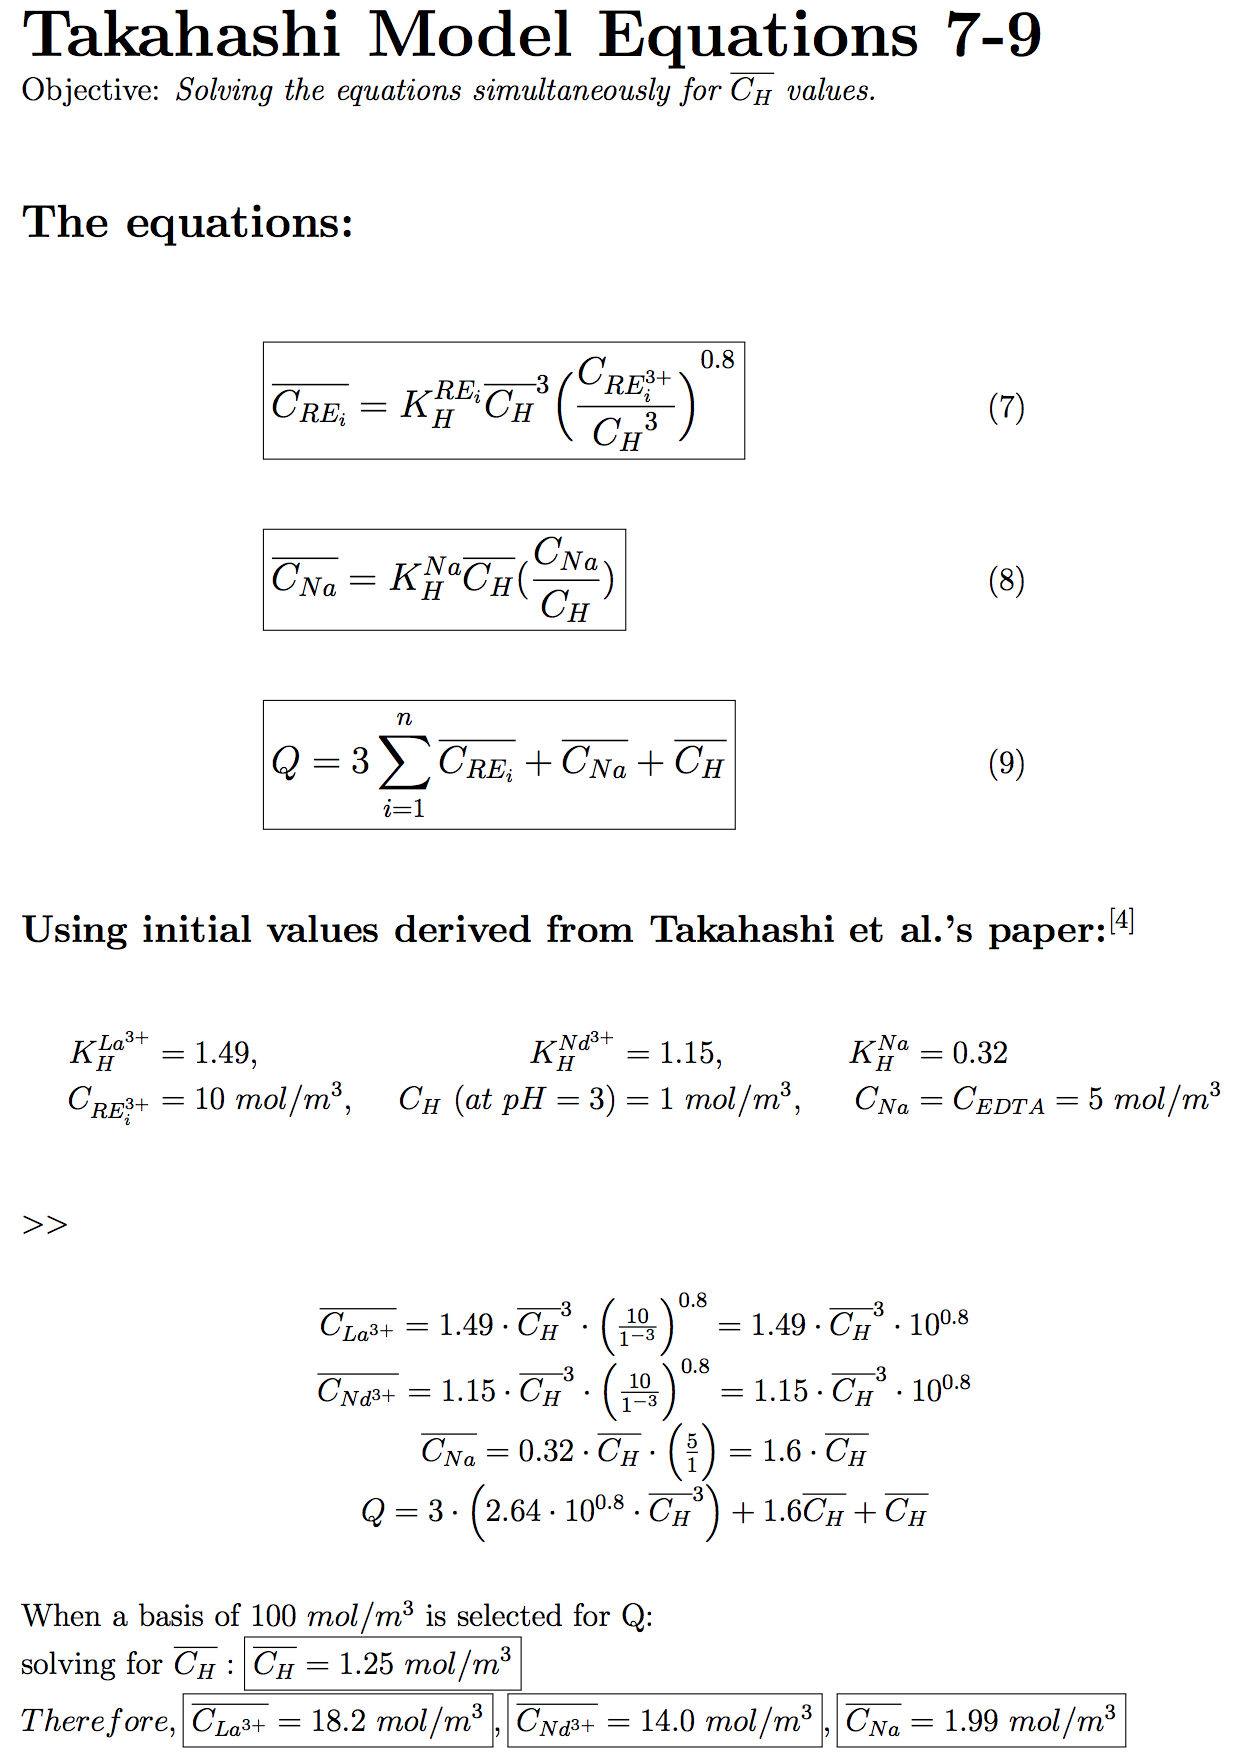 Takahashi Model Equations 7-9
Objective: Solving the equations simultaneously for $\overline{C_H}$ values.
The equations:
$\overline{C_{RE_i}} = K_H^{RE_i} \overline{C_H}^3 \left( \frac{C_{RE_i^{3+}}}{C_H{}^3} \right)^{0.8}$ (7)
$\overline{C_{Na}} = K_H^{Na} \overline{C_H} ( \frac{C_{Na}}{C_H} )$ (8)
$Q = 3 \sum_{i=1}^{n} \overline{C_{RE_i}} + \overline{C_{Na}} + \overline{C_H}$ (9)
Using initial values derived from Takahashi et al.'s paper:$^{[4]}$
$K_H^{La^{3+}} = 1.49,$ $K_H^{Nd^{3+}} = 1.15,$ $K_H^{Na} = 0.32$
$C_{RE_i^{3+}} = 10\ mol/m^3,$ $C_H\ (at\ pH = 3) = 1\ mol/m^3,$ $C_{Na} = C_{EDTA} = 5\ mol/m^3$
>>
$\overline{C_{La^{3+}}} = 1.49 \cdot \overline{C_H}^3 \cdot \left( \frac{10}{1^{-3}} \right)^{0.8} = 1.49 \cdot \overline{C_H}^3 \cdot 10^{0.8}$
$\overline{C_{Nd^{3+}}} = 1.15 \cdot \overline{C_H}^3 \cdot \left( \frac{10}{1^{-3}} \right)^{0.8} = 1.15 \cdot \overline{C_H}^3 \cdot 10^{0.8}$
$\overline{C_{Na}} = 0.32 \cdot \overline{C_H} \cdot \left( \frac{5}{1} \right) = 1.6 \cdot \overline{C_H}$
$Q = 3 \cdot \left( 2.64 \cdot 10^{0.8} \cdot \overline{C_H}^3 \right) + 1.6\overline{C_H} + \overline{C_H}$
When a basis of 100 $mol/m^3$ is selected for Q:
solving for $\overline{C_H}$ : $\overline{C_H} = 1.25\ mol/m^3$
Therefore, $\overline{C_{La^{3+}}} = 18.2\ mol/m^3$, $\overline{C_{Nd^{3+}}} = 14.0\ mol/m^3$, $\overline{C_{Na}} = 1.99\ mol/m^3$